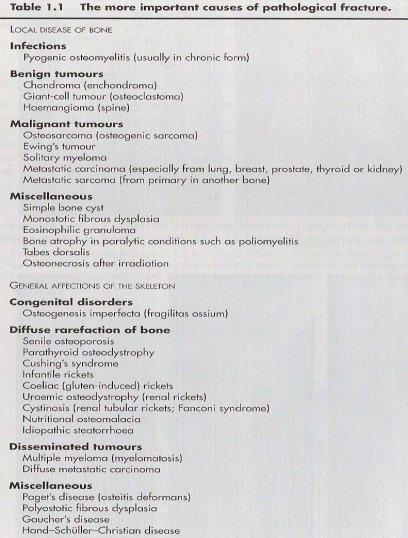 Table 1.1 The more important causes of pathological fracture.
LOCAL DISEASE OF BONE
Infections
Pyogenic osteomyelitis (usually in chronic form)
Benign tumours
Chondroma (enchondroma)
Giant-cell tumour (osteoclastoma)
Haemangioma (spine)
Malignant tumours
Osteosarcoma (osteogenic sarcoma)
Ewing's tumour
Solitary myeloma
Metastatic carcinoma (especially from lung, breast, prostate, thyroid or kidney)
Metastatic sarcoma (from primary in another bone)
Miscellaneous
Simple bone cyst
Monostotic fibrous dysplasia
Eosinophilic granuloma
Bone atrophy in paralytic conditions such as poliomyelitis
Tabes dorsalis
Osteonecrosis after irradiation
GENERAL AFFECTIONS OF THE SKELETON
Congenital disorders
Osteogenesis imperfecta (fragilitas ossium)
Diffuse rarefaction of bone
Senile osteoporosis
Parathyroid osteodystrophy
Cushing's syndrome
Infantile rickets
Coeliac (gluten-induced) rickets
Uraemic osteodystrophy (renal rickets)
Cystinosis (renal tubular rickets; Fanconi syndrome)
Nutritional osteomalacia
Idiopathic steatorrhoea
Disseminated tumours
Multiple myeloma (myelomatosis)
Diffuse metastatic carcinoma
Miscellaneous
Paget's disease (osteitis deformans)
Polyostotic fibrous dysplasia
Gaucher's disease
Hand–Schüller–Christian disease